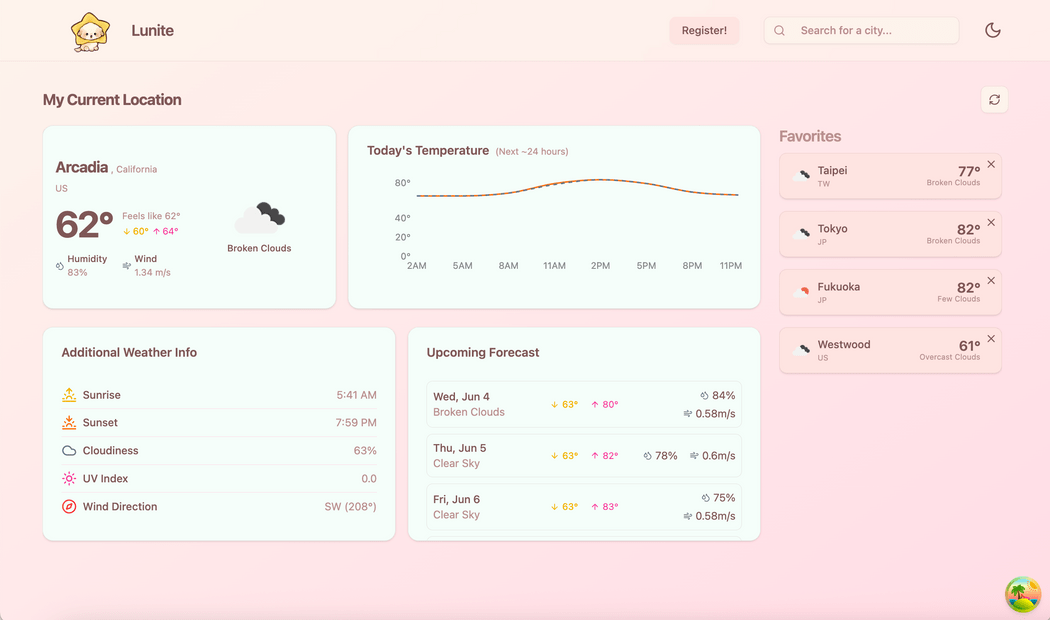 Lunite
Register!
Search for a city...
My Current Location
Arcadia , California
US
62°
Feels like 62°
↓ 60° ↑ 64°
Humidity
83%
Wind
1.34 m/s
Broken Clouds
Today's Temperature (Next ~24 hours)
80°
40°
20°
0°
2AM 5AM 8AM 11AM 2PM 5PM 8PM 11PM
Favorites
Taipei
TW
77°
Broken Clouds
Tokyo
JP
82°
Broken Clouds
Fukuoka
JP
82°
Few Clouds
Westwood
US
61°
Overcast Clouds
Additional Weather Info
Sunrise 5:41 AM
Sunset 7:59 PM
Cloudiness 63%
UV Index 0.0
Wind Direction SW (208°)
Upcoming Forecast
Wed, Jun 4
Broken Clouds
↓ 63° ↑ 80°
84%
0.58m/s
Thu, Jun 5
Clear Sky
↓ 63° ↑ 82°
78% 0.6m/s
Fri, Jun 6
Clear Sky
↓ 63° ↑ 83°
75%
0.58m/s